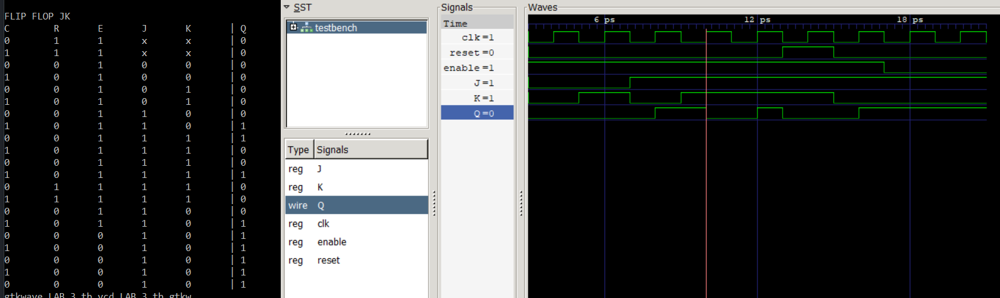 FLIP FLOP JK
C R E J K | Q
0 1 1 x x | 0
1 1 1 x x | 0
0 0 1 0 0 | 0
1 0 1 0 0 | 0
0 0 1 0 1 | 0
1 0 1 0 1 | 0
0 0 1 1 0 | 0
1 0 1 1 0 | 1
0 0 1 1 1 | 1
1 0 1 1 1 | 0
0 0 1 1 1 | 0
1 0 1 1 1 | 1
0 1 1 1 1 | 0
1 1 1 1 1 | 0
0 0 1 1 0 | 0
1 0 1 1 0 | 1
0 0 0 1 0 | 1
1 0 0 1 0 | 1
0 0 0 1 0 | 1
1 0 0 1 0 | 1
0 0 0 1 0 | 1
gtkwave LAB_3_tb.vcd LAB_3_tb.gtkw
SST
testbench
Type Signals
reg J
reg K
wire Q
reg clk
reg enable
reg reset
Signals
Time
clk=1
reset=0
enable=1
J=1
K=1
Q=0
Waves
6 ps 12 ps 18 ps